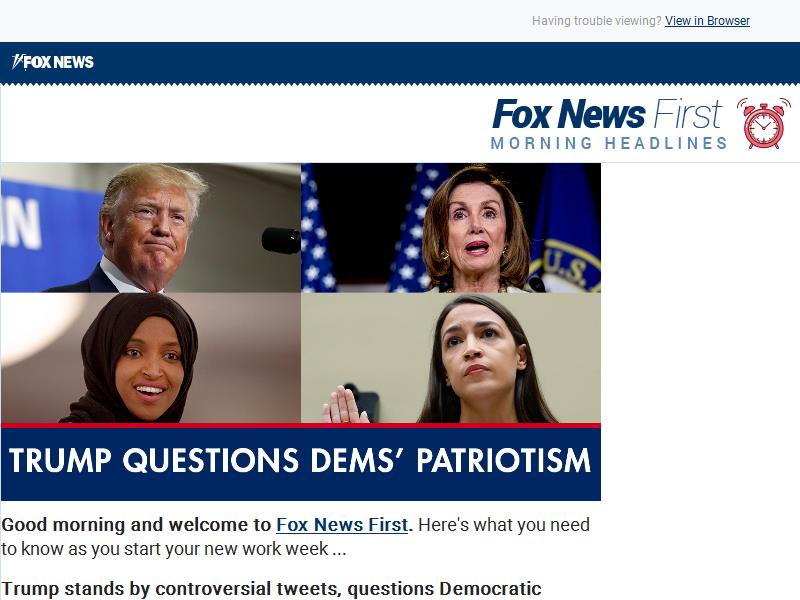 Having trouble viewing? View in Browser
FOX NEWS
Fox News First
MORNING HEADLINES
IN
U.S.
TRUMP QUESTIONS DEMS’ PATRIOTISM
Good morning and welcome to Fox News First. Here's what you need
to know as you start your new work week ...
Trump stands by controversial tweets, questions Democratic